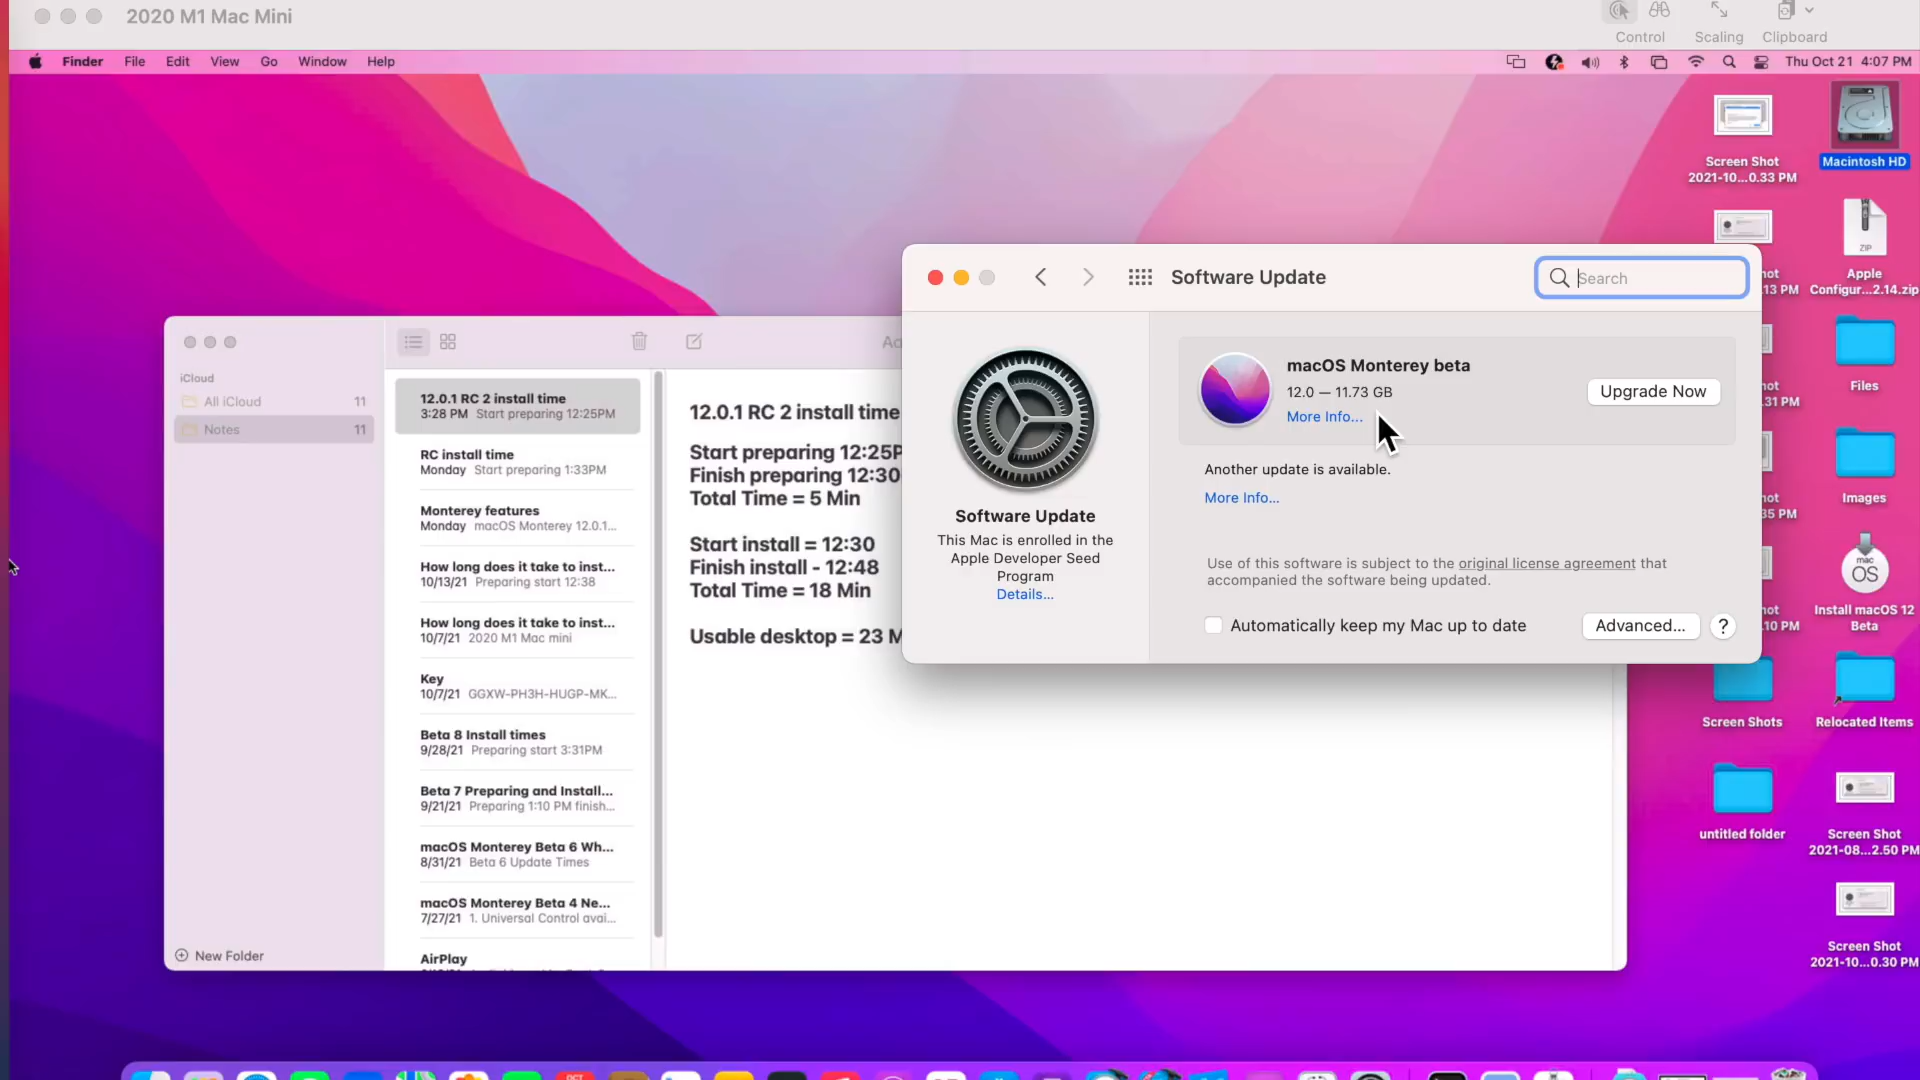 2020 M1 Mac Mini
Control Scaling Clipboard
Finder File Edit View Go Window Help
Thu Oct 21 4:07 PM
iCloud
All iCloud 11
Notes 11
New Folder
12.0.1 RC 2 install time
3:28 PM Start preparing 12:25PM
RC install time
Monday Start preparing 1:33PM
Monterey features
Monday macOS Monterey 12.0.1...
How long does it take to inst...
10/13/21 Preparing start 12:38
How long does it take to inst...
10/7/21 2020 M1 Mac mini
Key
10/7/21 GGXW-PH3H-HUGP-MK...
Beta 8 Install times
9/28/21 Preparing start 3:31PM
Beta 7 Preparing and Install...
9/21/21 Preparing 1:10 PM finish...
macOS Monterey Beta 6 Wh...
8/31/21 Beta 6 Update Times
macOS Monterey Beta 4 Ne...
7/27/21 1. Universal Control avai...
AirPlay
12.0.1 RC 2 install time
Start preparing 12:25P
Finish preparing 12:30
Total Time = 5 Min
Start install = 12:30
Finish install - 12:48
Total Time = 18 Min
Usable desktop = 23 M
Software Update
Search
Software Update
This Mac is enrolled in the
Apple Developer Seed
Program
Details...
macOS Monterey beta
12.0 — 11.73 GB
More Info...
Upgrade Now
Another update is available.
More Info...
Use of this software is subject to the original license agreement that
accompanied the software being updated.
Automatically keep my Mac up to date
Advanced...
?
Screen Shot
2021-10...0.33 PM
Macintosh HD
ZIP
Apple
Configur...2.14.zip
Files
Images
mac
OS
Install macOS 12
Beta
Screen Shots
Relocated Items
untitled folder
Screen Shot
2021-08...2.50 PM
Screen Shot
2021-10...0.30 PM